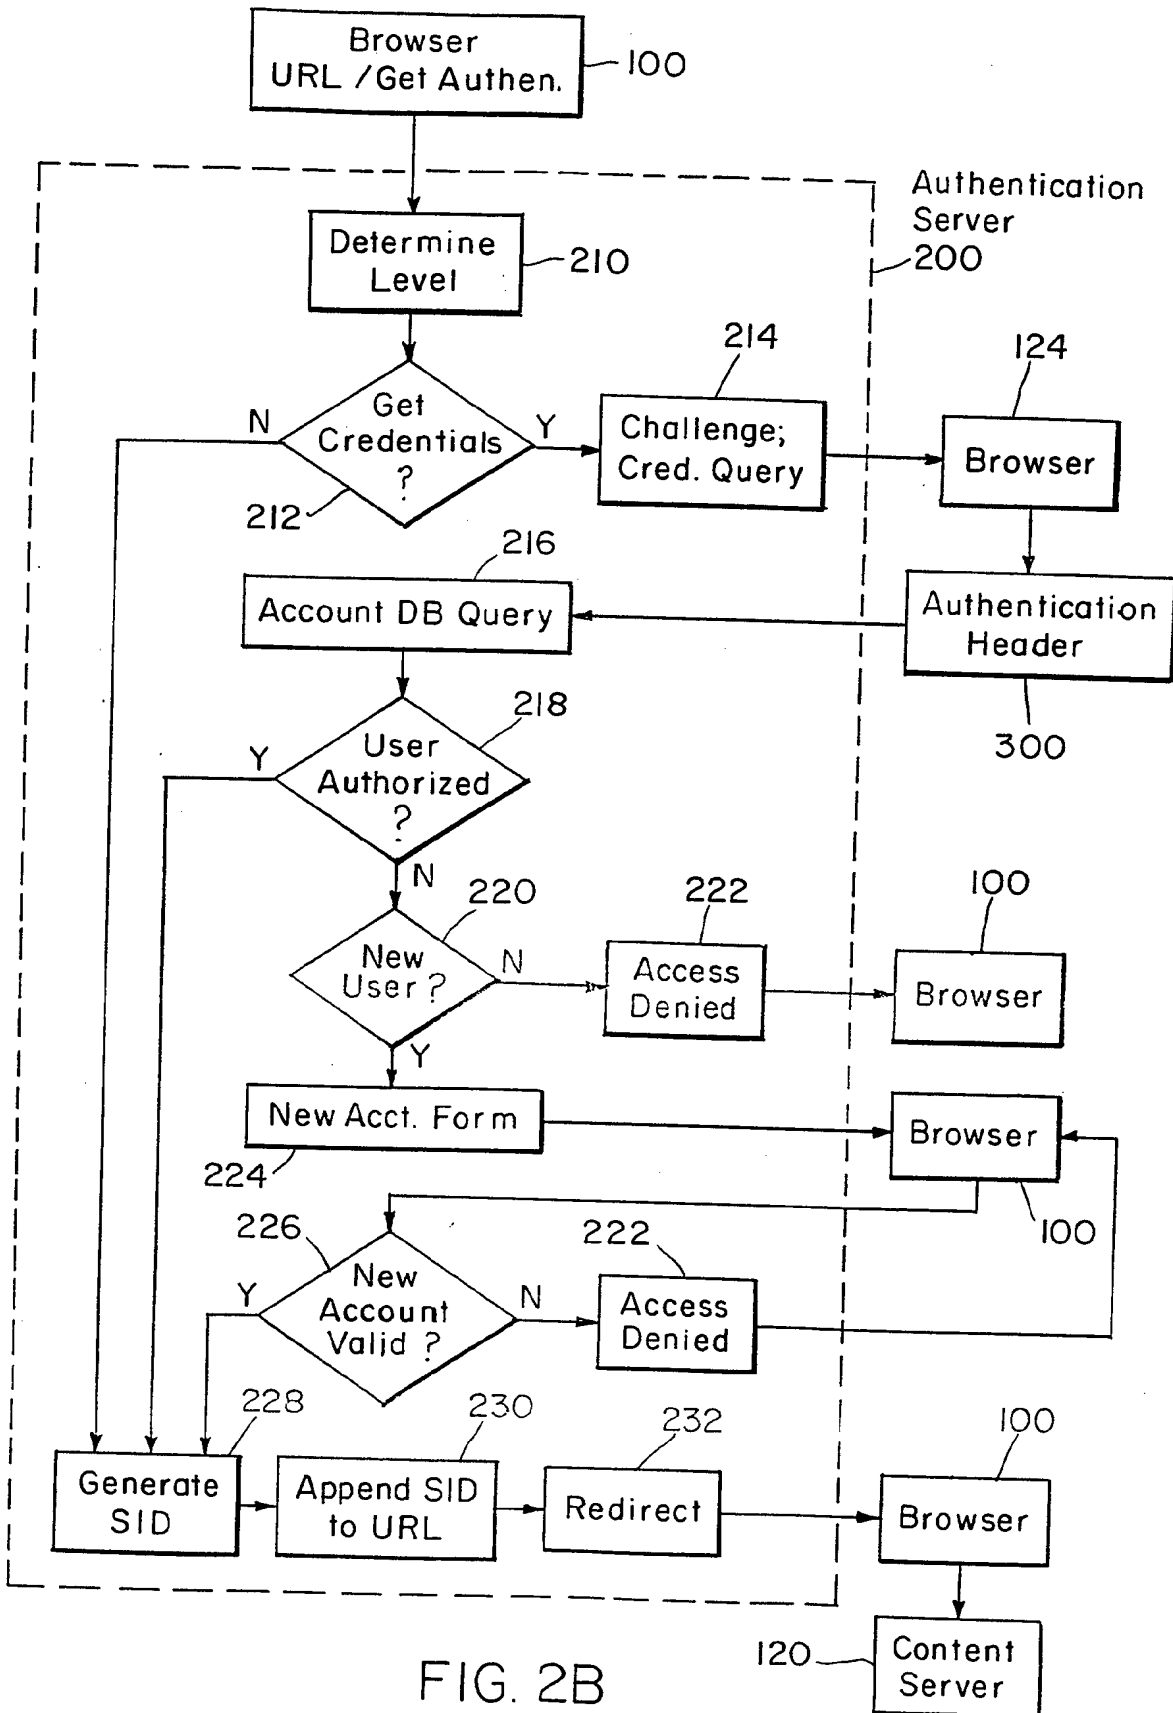 Browser
URL / Get Authen.
100
Authentication
Server
200
Determine
Level
210
214
124
N
Get
Credentials
?
Y
212
Challenge;
Cred. Query
Browser
216
Account DB Query
Authentication
Header
300
218
Y
User
Authorized
?
N
220
222
100
New
User ?
N
Access
Denied
Browser
Y
New Acct. Form
224
Browser
100
226
222
Y
New
Account
Valid ?
N
Access
Denied
228
230
232
100
Generate
SID
Append SID
to URL
Redirect
Browser
120
Content
Server
FIG. 2B